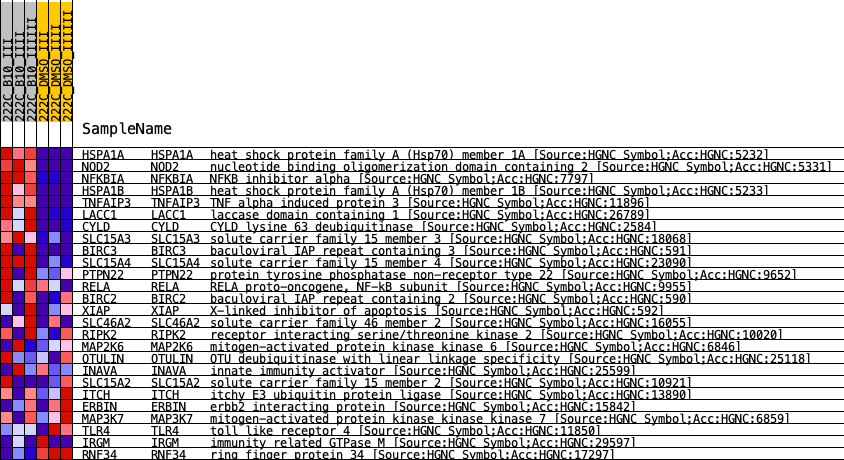 222C_B10_III
222C_B10_IIII
222C_B10_IIIIII
222C_DMSO_III
222C_DMSO_IIII
222C_DMSO_IIIIII
SampleName
HSPA1A HSPA1A heat shock protein family A (Hsp70) member 1A [Source:HGNC Symbol;Acc:HGNC:5232]
NOD2 NOD2 nucleotide binding oligomerization domain containing 2 [Source:HGNC Symbol;Acc:HGNC:5331]
NFKBIA NFKBIA NFKB inhibitor alpha [Source:HGNC Symbol;Acc:HGNC:7797]
HSPA1B HSPA1B heat shock protein family A (Hsp70) member 1B [Source:HGNC Symbol;Acc:HGNC:5233]
TNFAIP3 TNFAIP3 TNF alpha induced protein 3 [Source:HGNC Symbol;Acc:HGNC:11896]
LACC1 LACC1 laccase domain containing 1 [Source:HGNC Symbol;Acc:HGNC:26789]
CYLD CYLD CYLD lysine 63 deubiquitinase [Source:HGNC Symbol;Acc:HGNC:2584]
SLC15A3 SLC15A3 solute carrier family 15 member 3 [Source:HGNC Symbol;Acc:HGNC:18068]
BIRC3 BIRC3 baculoviral IAP repeat containing 3 [Source:HGNC Symbol;Acc:HGNC:591]
SLC15A4 SLC15A4 solute carrier family 15 member 4 [Source:HGNC Symbol;Acc:HGNC:23090]
PTPN22 PTPN22 protein tyrosine phosphatase non-receptor type 22 [Source:HGNC Symbol;Acc:HGNC:9652]
RELA RELA RELA proto-oncogene, NF-kB subunit [Source:HGNC Symbol;Acc:HGNC:9955]
BIRC2 BIRC2 baculoviral IAP repeat containing 2 [Source:HGNC Symbol;Acc:HGNC:590]
XIAP XIAP X-linked inhibitor of apoptosis [Source:HGNC Symbol;Acc:HGNC:592]
SLC46A2 SLC46A2 solute carrier family 46 member 2 [Source:HGNC Symbol;Acc:HGNC:16055]
RIPK2 RIPK2 receptor interacting serine/threonine kinase 2 [Source:HGNC Symbol;Acc:HGNC:10020]
MAP2K6 MAP2K6 mitogen-activated protein kinase kinase 6 [Source:HGNC Symbol;Acc:HGNC:6846]
OTULIN OTULIN OTU deubiquitinase with linear linkage specificity [Source:HGNC Symbol;Acc:HGNC:25118]
INAVA INAVA innate immunity activator [Source:HGNC Symbol;Acc:HGNC:25599]
SLC15A2 SLC15A2 solute carrier family 15 member 2 [Source:HGNC Symbol;Acc:HGNC:10921]
ITCH ITCH itchy E3 ubiquitin protein ligase [Source:HGNC Symbol;Acc:HGNC:13890]
ERBIN ERBIN erbb2 interacting protein [Source:HGNC Symbol;Acc:HGNC:15842]
MAP3K7 MAP3K7 mitogen-activated protein kinase kinase kinase 7 [Source:HGNC Symbol;Acc:HGNC:6859]
TLR4 TLR4 toll like receptor 4 [Source:HGNC Symbol;Acc:HGNC:11850]
IRGM IRGM immunity related GTPase M [Source:HGNC Symbol;Acc:HGNC:29597]
RNF34 RNF34 ring finger protein 34 [Source:HGNC Symbol;Acc:HGNC:17297]